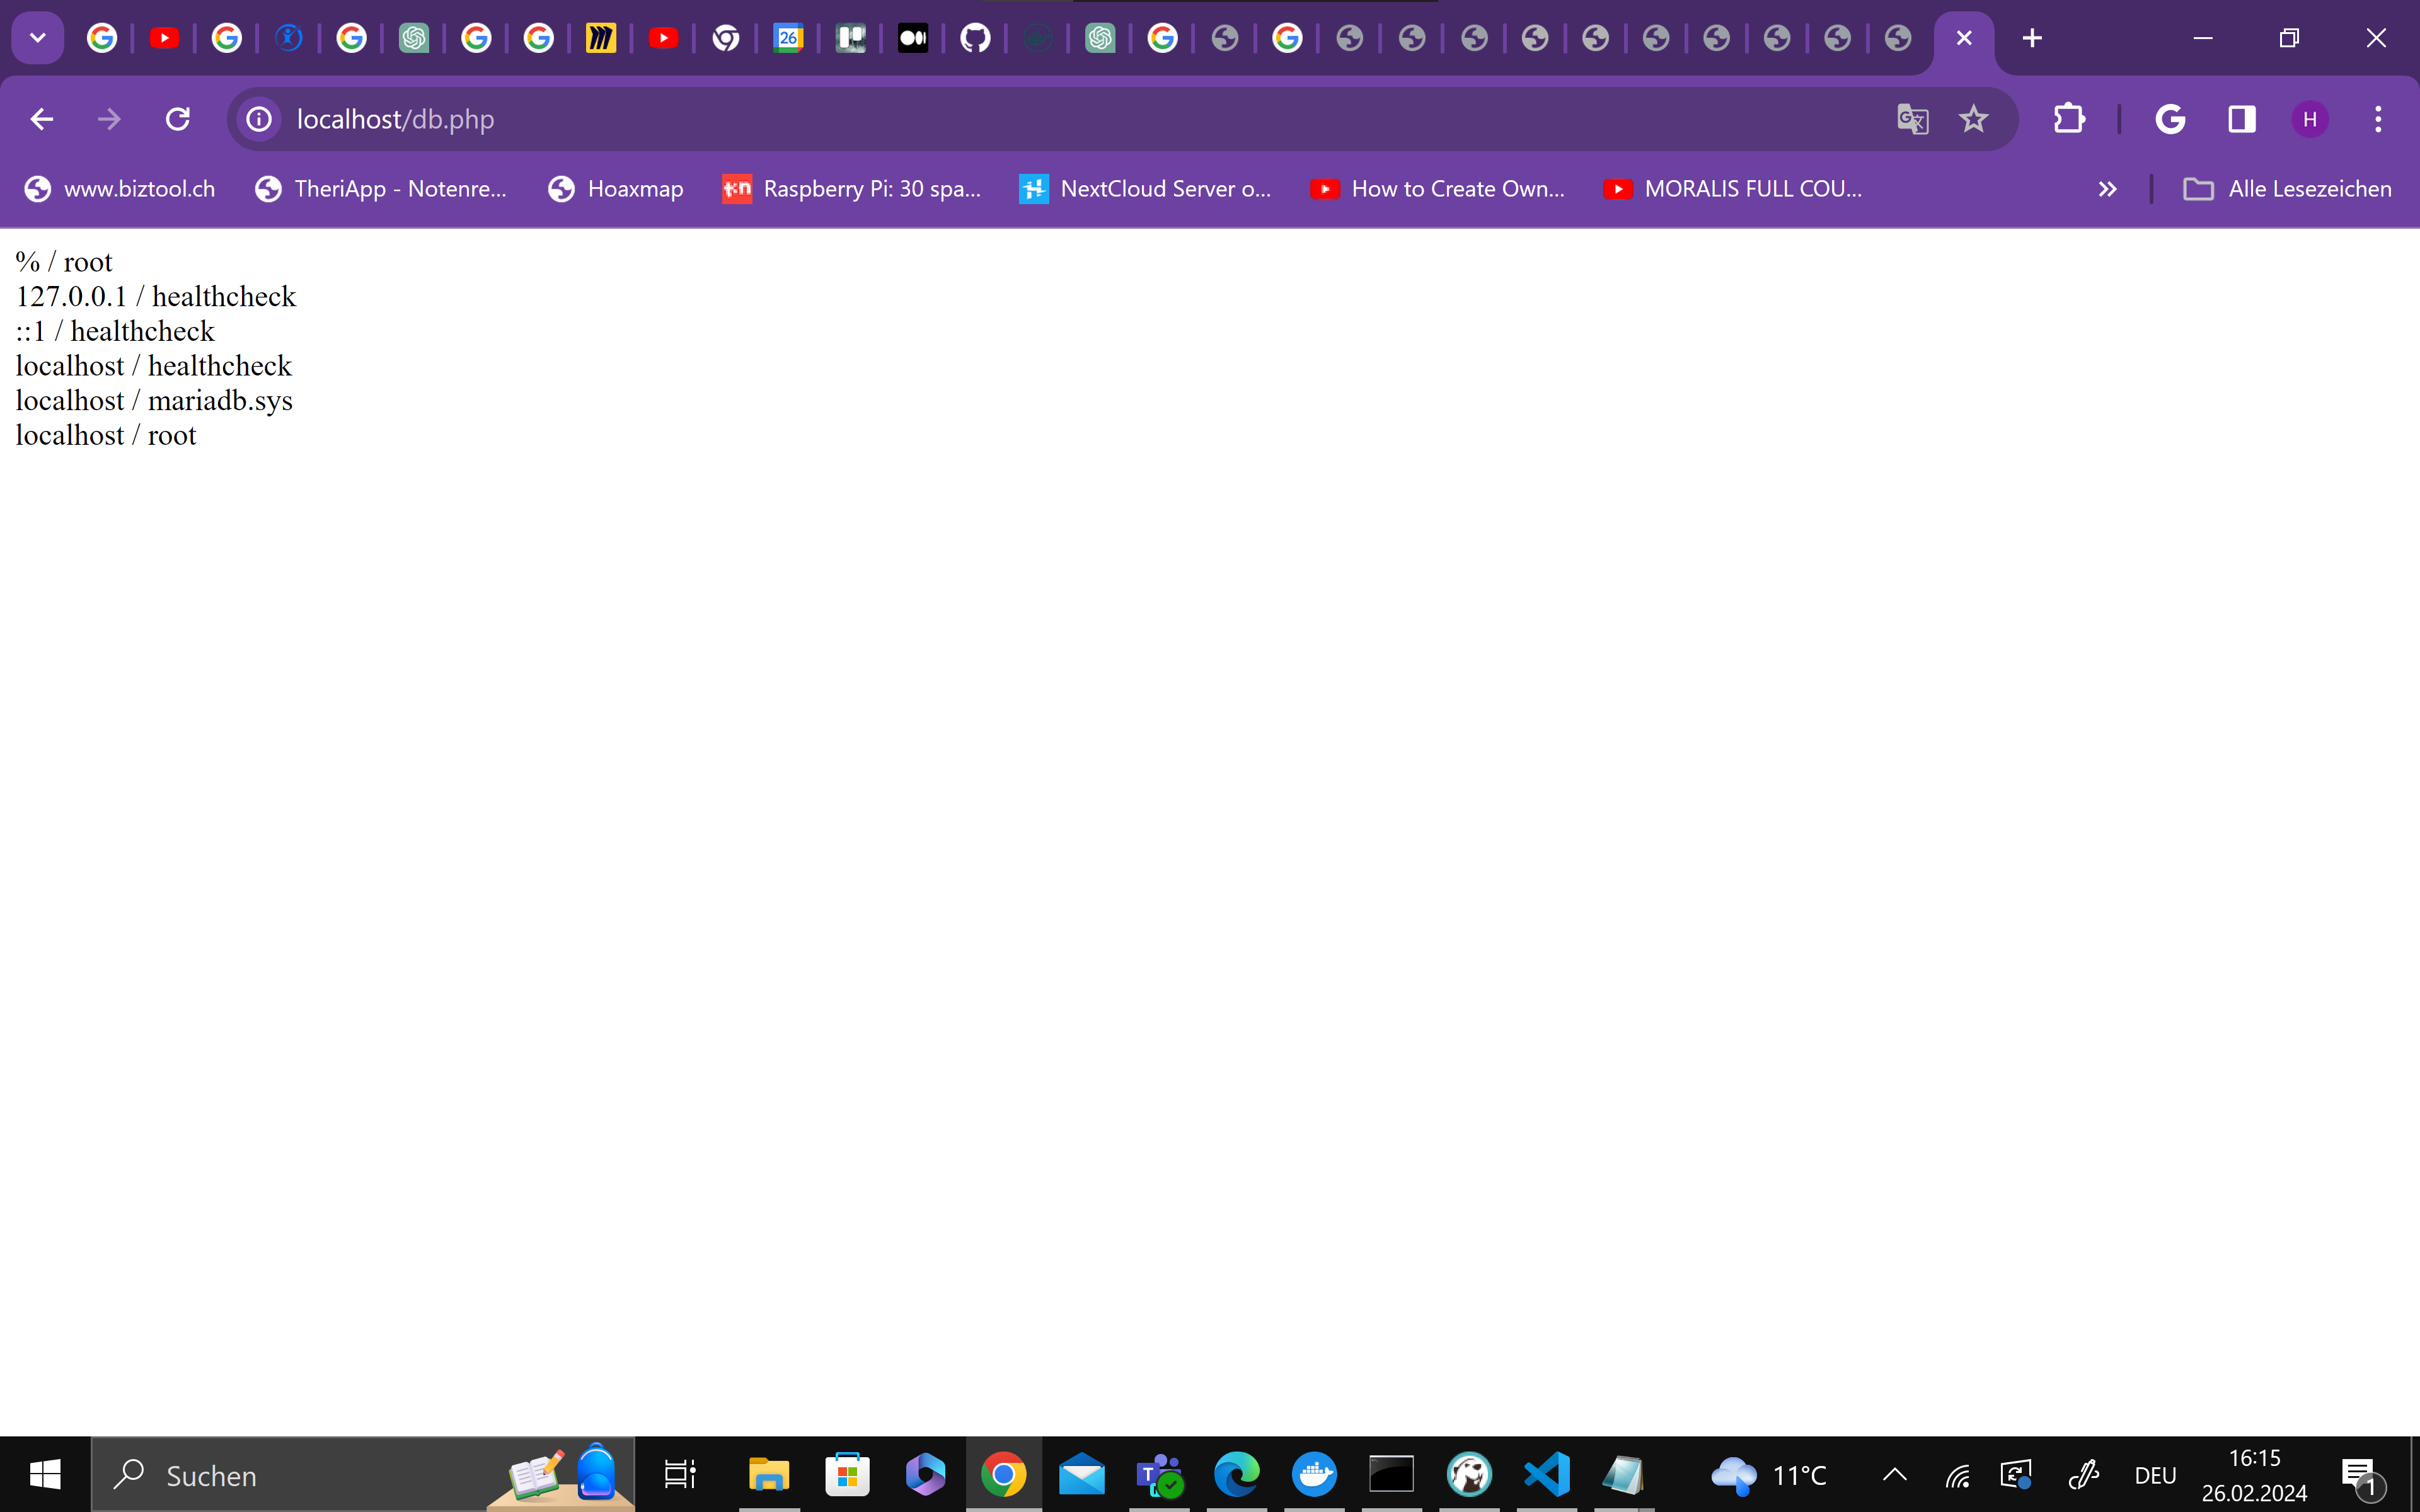 26
localhost/db.php
H
www.biztool.ch
TheriApp - Notenre...
Hoaxmap
Raspberry Pi: 30 spa...
NextCloud Server o...
How to Create Own...
MORALIS FULL COU...
Alle Lesezeichen
% / root
127.0.0.1 / healthcheck
::1 / healthcheck
localhost / healthcheck
localhost / mariadb.sys
localhost / root
Suchen
11°C
DEU
16:15
26.02.2024
1